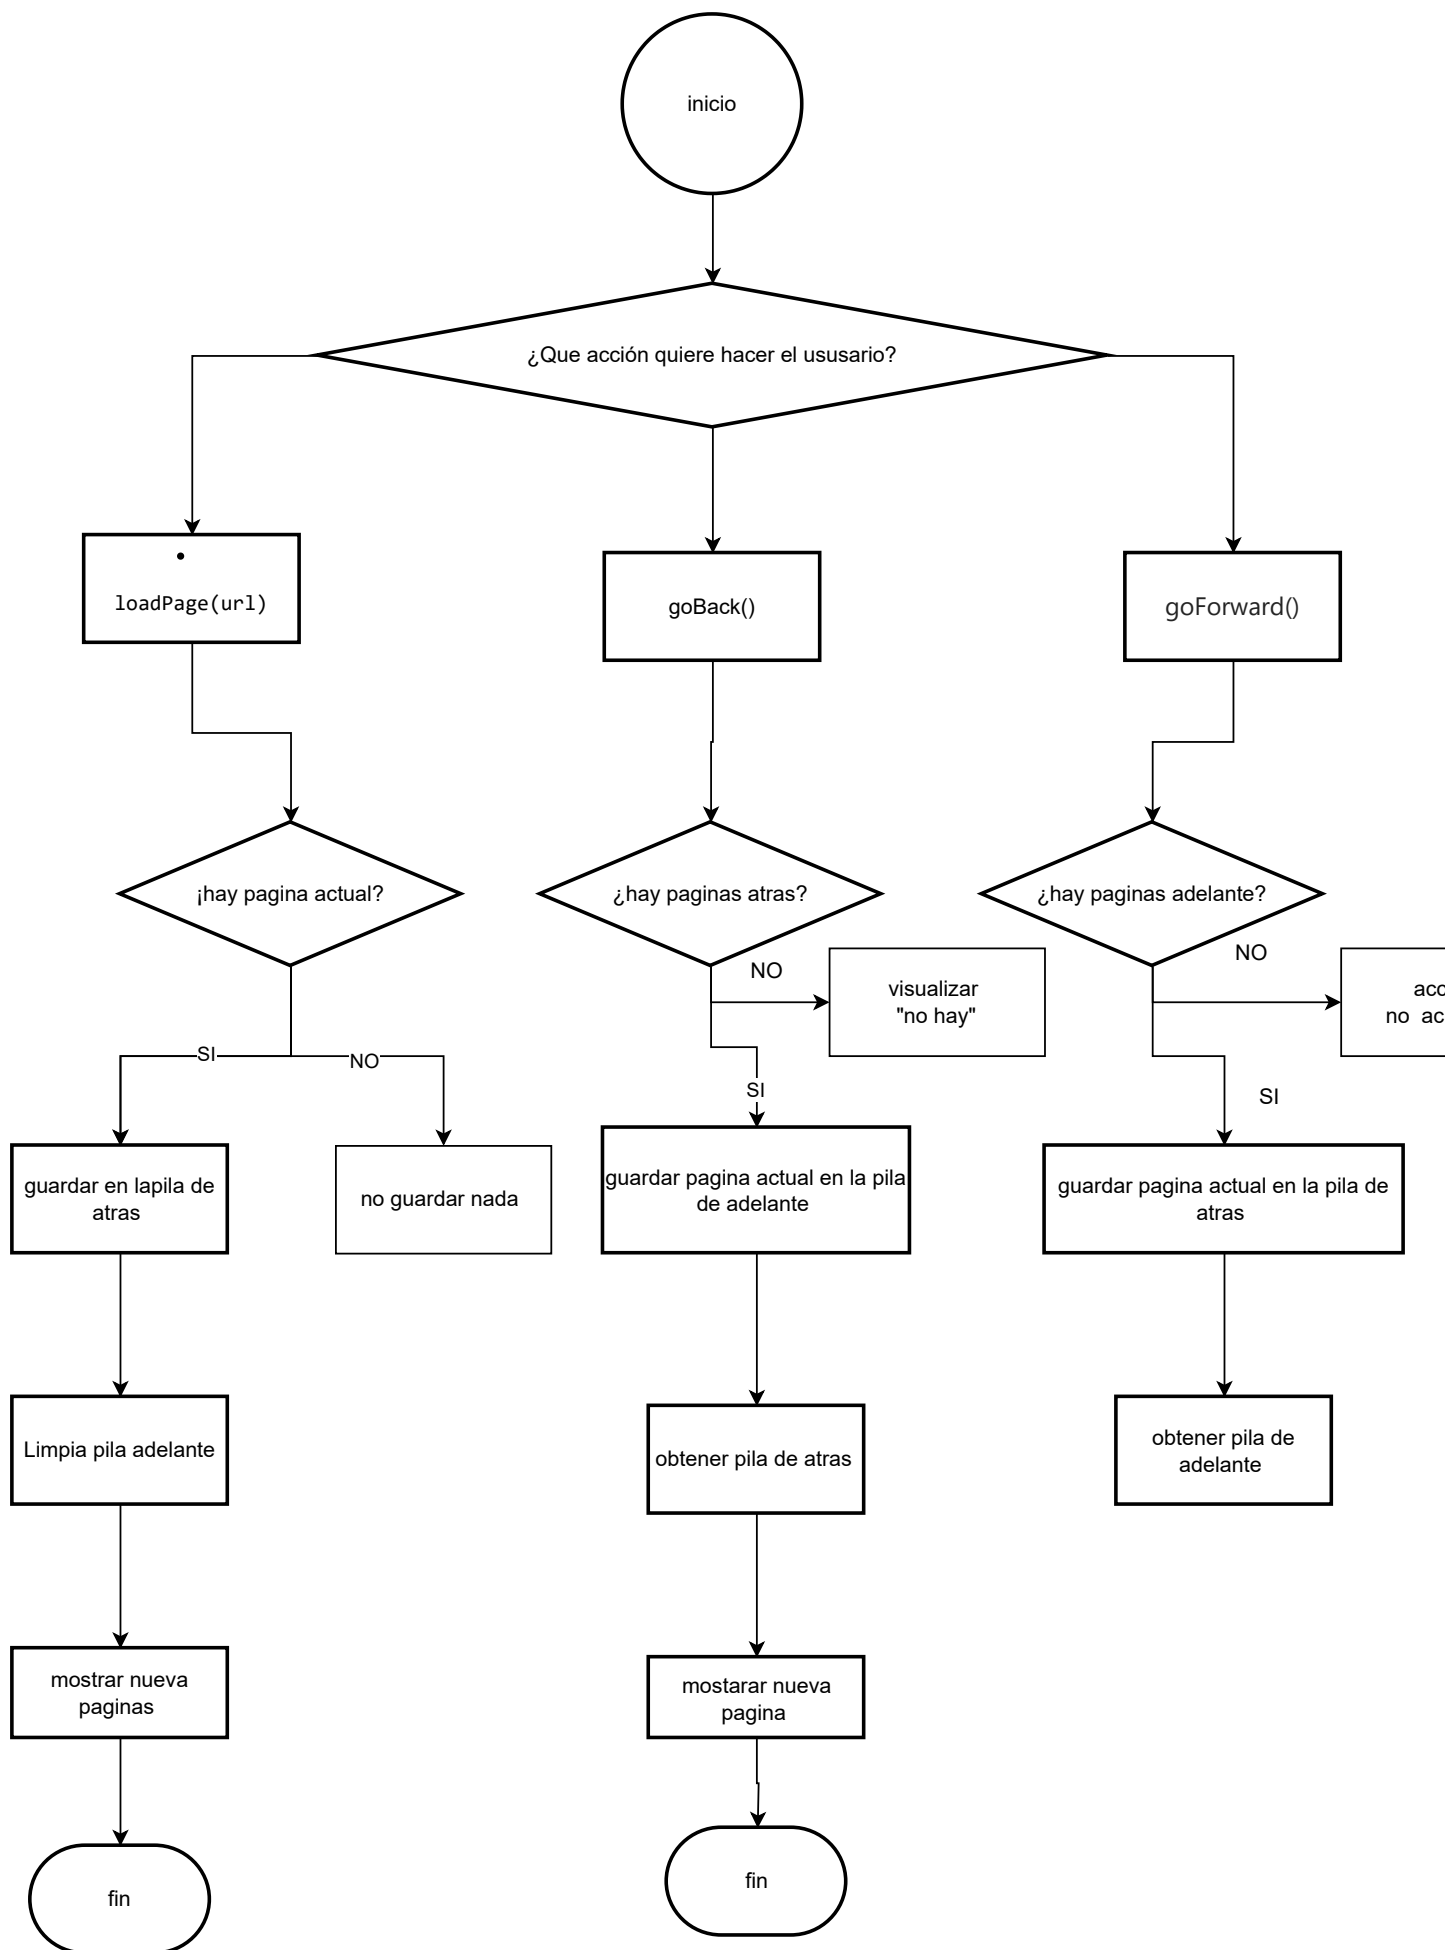 inicio
¿Que acción quiere hacer el ususario?
•
loadPage(url)
goBack()
goForward()
¡hay pagina actual?
¿hay paginas atras?
¿hay paginas adelante?
NO
NO
visualizar
"no hay"
no
SI
NO
SI
SI
guardar en lapila de
atras
no guardar nada
guardar pagina actual en la pila
de adelante
guardar pagina actual en la pila de
atras
Limpia pila adelante
obtener pila de atras
obtener pila de
adelante
mostrar nueva
paginas
mostarar nueva
pagina
fin
fin